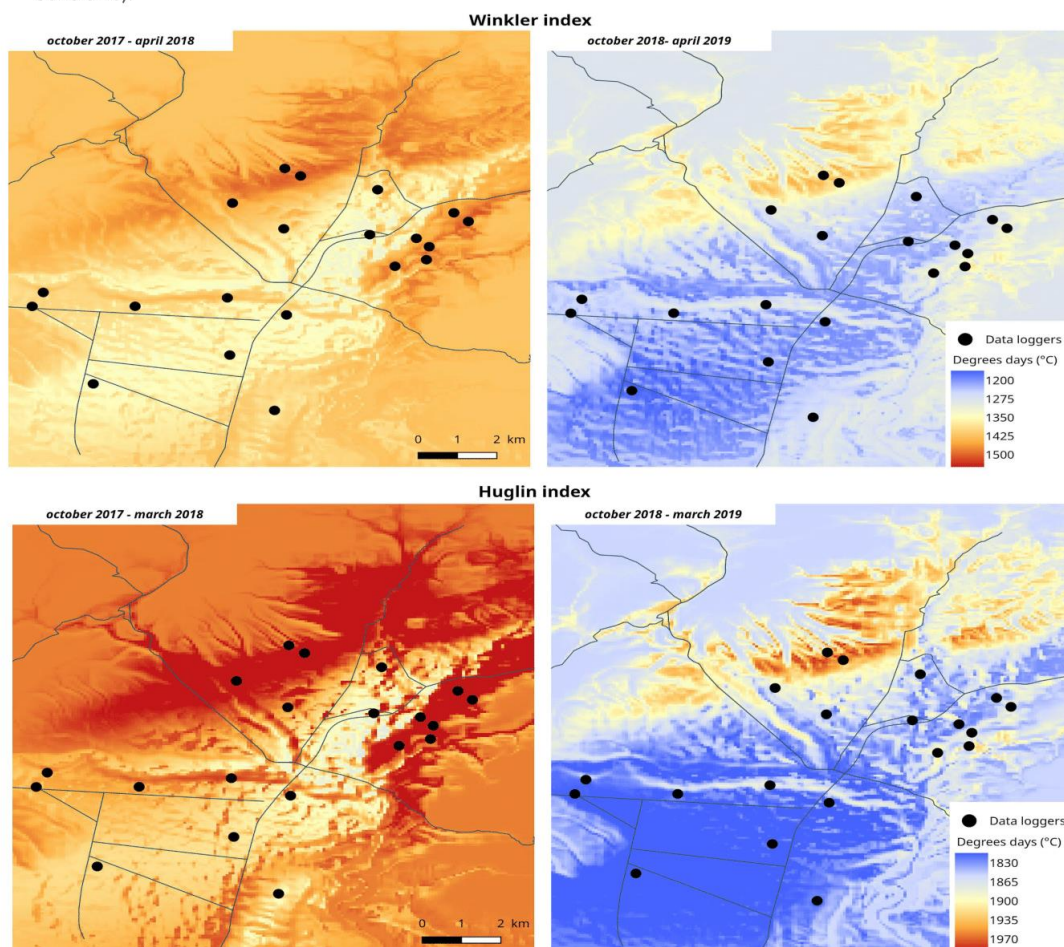 Winkler index
october 2017 - april 2018
october 2018- april 2019
Data loggers
Degrees days (°C)
1200
1275
1350
1425
1500
0 1 2 km
Huglin index
october 2017 - march 2018
october 2018 - march 2019
Data loggers
Degrees days (°C)
1830
1865
1900
1935
1970
0 1 2 km